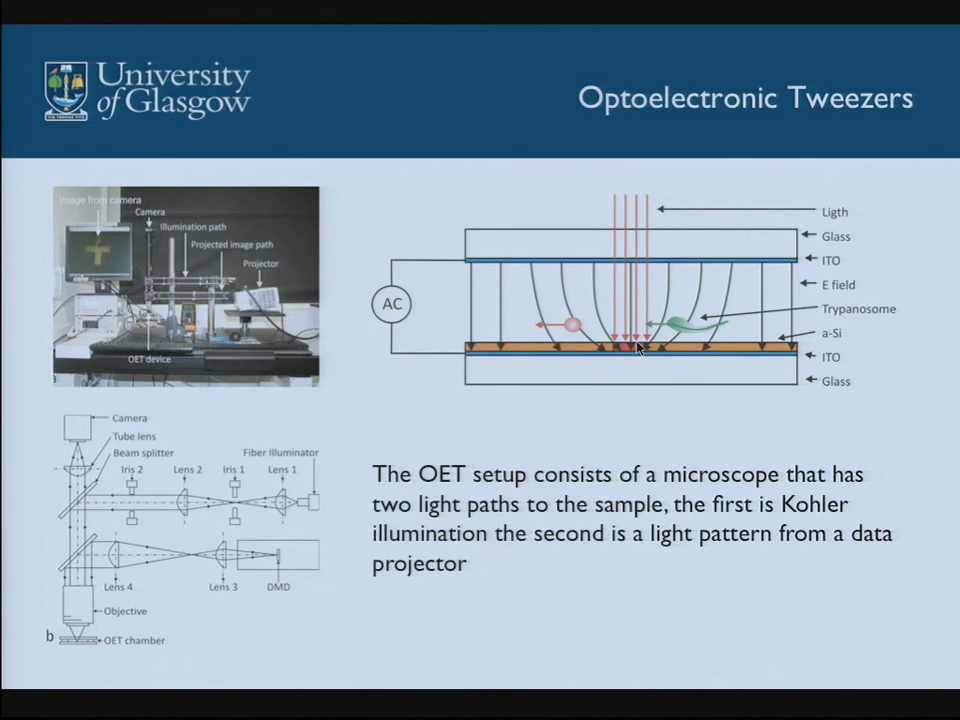 University
of Glasgow
VIA VERITAS VITA
Optoelectronic Tweezers
Image from camera
Camera
Illumination path
Projected image path
Projector
OET device
a
Ligth
Glass
ITO
E field
Trypanosome
a-Si
ITO
Glass
AC
Camera
Tube lens
Beam splitter
Fiber Illuminator
Iris 2
Lens 2
Iris 1
Lens 1
Lens 4
Lens 3
DMD
Objective
b
OET chamber
The OET setup consists of a microscope that has
two light paths to the sample, the first is Kohler
illumination the second is a light pattern from a data
projector